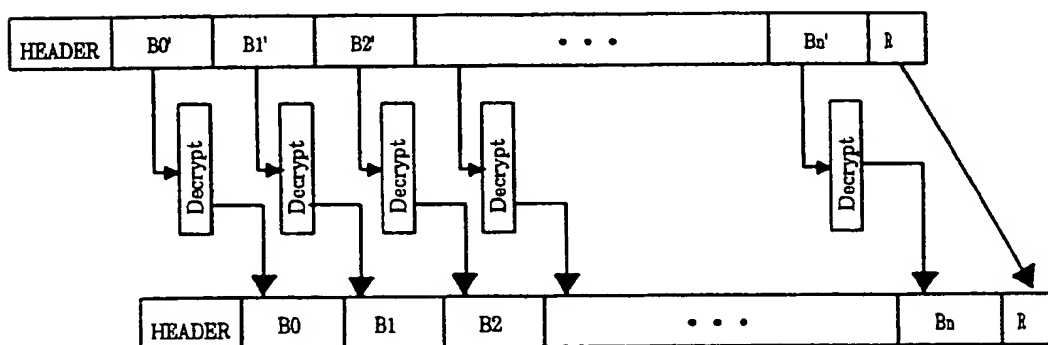 HEADER B0' B1' B2' • • • Bn' R
Decrypt Decrypt Decrypt Decrypt Decrypt
HEADER B0 B1 B2 • • • Bn R